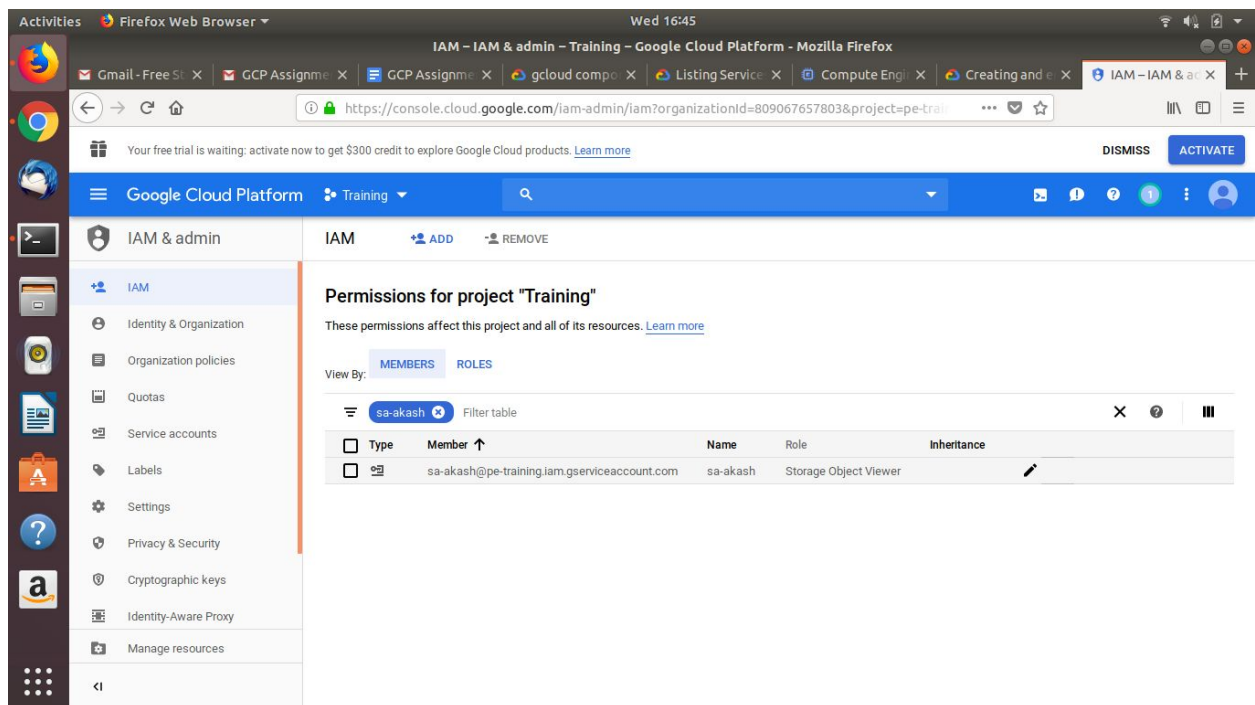 Activities Firefox Web Browser Wed 16:45
IAM – IAM & admin – Training – Google Cloud Platform - Mozilla Firefox
Gmail - Free St GCP Assignme GCP Assignme gcloud compo Listing Service Compute Engi Creating and e IAM – IAM & ad
https://console.cloud.google.com/iam-admin/iam?organizationId=809067657803&project=pe-trai
Your free trial is waiting: activate now to get $300 credit to explore Google Cloud products. Learn more DISMISS ACTIVATE
Google Cloud Platform Training 1
IAM & admin IAM ADD REMOVE
IAM
Identity & Organization
Organization policies
Quotas
Service accounts
Labels
Settings
Privacy & Security
Cryptographic keys
Identity-Aware Proxy
Manage resources
Permissions for project "Training"
These permissions affect this project and all of its resources. Learn more
View By: MEMBERS ROLES
sa-akash Filter table
Type Member Name Role Inheritance
sa-akash@pe-training.iam.gserviceaccount.com sa-akash Storage Object Viewer